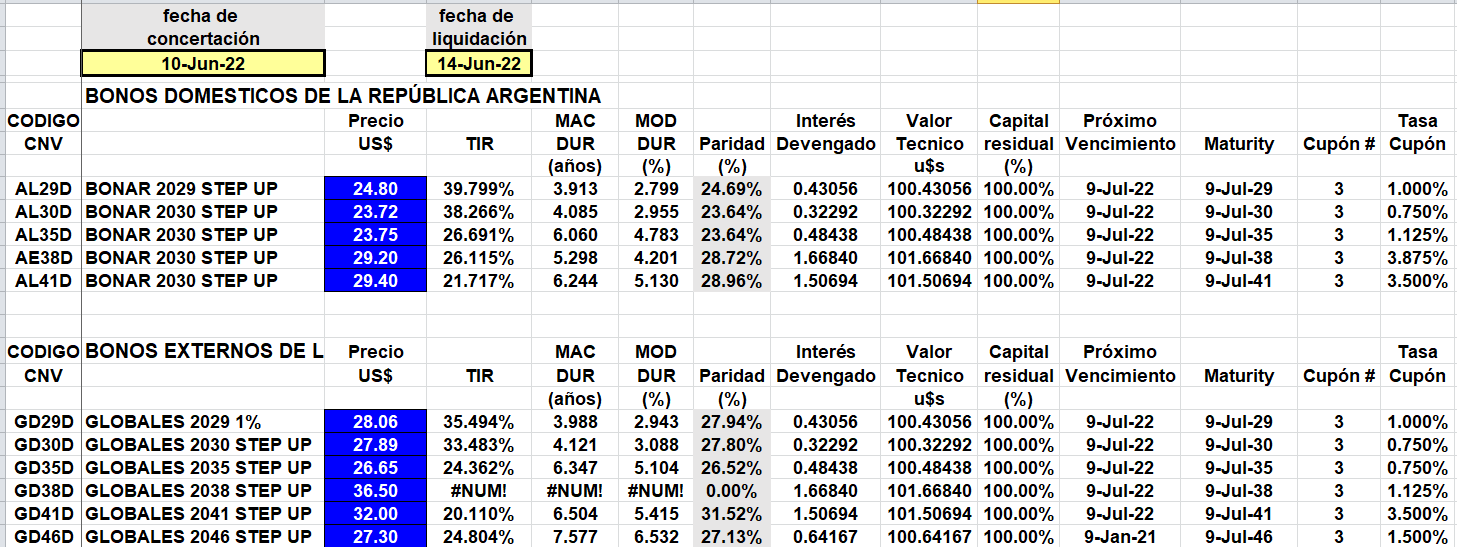 fecha de fecha de
concertación liquidación
10-Jun-22 14-Jun-22
BONOS DOMESTICOS DE LA REPÚBLICA ARGENTINA
CODIGO Precio MAC MOD Interés Valor Capital Próximo Tasa
CNV US$ TIR DUR DUR Paridad Devengado Tecnico residual Vencimiento Maturity Cupón # Cupón
(años) (%) (%) u$s (%)
AL29D BONAR 2029 STEP UP 24.80 39.799% 3.913 2.799 24.69% 0.43056 100.43056 100.00% 9-Jul-22 9-Jul-29 3 1.000%
AL30D BONAR 2030 STEP UP 23.72 38.266% 4.085 2.955 23.64% 0.32292 100.32292 100.00% 9-Jul-22 9-Jul-30 3 0.750%
AL35D BONAR 2030 STEP UP 23.75 26.691% 6.060 4.783 23.64% 0.48438 100.48438 100.00% 9-Jul-22 9-Jul-35 3 1.125%
AE38D BONAR 2030 STEP UP 29.20 26.115% 5.298 4.201 28.72% 1.66840 101.66840 100.00% 9-Jul-22 9-Jul-38 3 3.875%
AL41D BONAR 2030 STEP UP 29.40 21.717% 6.244 5.130 28.96% 1.50694 101.50694 100.00% 9-Jul-22 9-Jul-41 3 3.500%
CODIGO BONOS EXTERNOS DE L Precio MAC MOD Interés Valor Capital Próximo Tasa
CNV US$ TIR DUR DUR Paridad Devengado Tecnico residual Vencimiento Maturity Cupón # Cupón
(años) (%) (%) u$s (%)
GD29D GLOBALES 2029 1% 28.06 35.494% 3.988 2.943 27.94% 0.43056 100.43056 100.00% 9-Jul-22 9-Jul-29 3 1.000%
GD30D GLOBALES 2030 STEP UP 27.89 33.483% 4.121 3.088 27.80% 0.32292 100.32292 100.00% 9-Jul-22 9-Jul-30 3 0.750%
GD35D GLOBALES 2035 STEP UP 26.65 24.362% 6.347 5.104 26.52% 0.48438 100.48438 100.00% 9-Jul-22 9-Jul-35 3 0.750%
GD38D GLOBALES 2038 STEP UP 36.50 #NUM! #NUM! #NUM! 0.00% 1.66840 101.66840 100.00% 9-Jul-22 9-Jul-38 3 1.125%
GD41D GLOBALES 2041 STEP UP 32.00 20.110% 6.504 5.415 31.52% 1.50694 101.50694 100.00% 9-Jul-22 9-Jul-41 3 3.500%
GD46D GLOBALES 2046 STEP UP 27.30 24.804% 7.577 6.532 27.13% 0.64167 100.64167 100.00% 9-Jan-21 9-Jul-46 3 1.500%